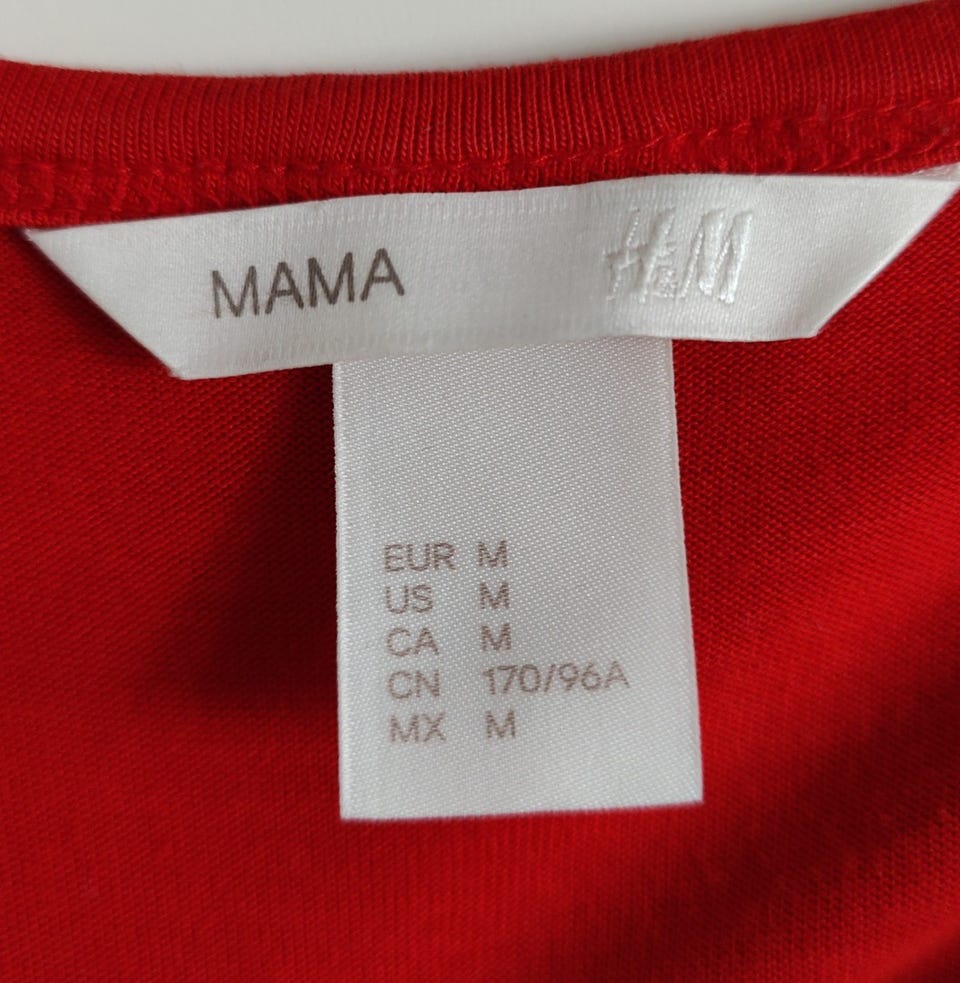 MAMA H&M
EUR M
US M
CA M
CN 170/96A
MX M